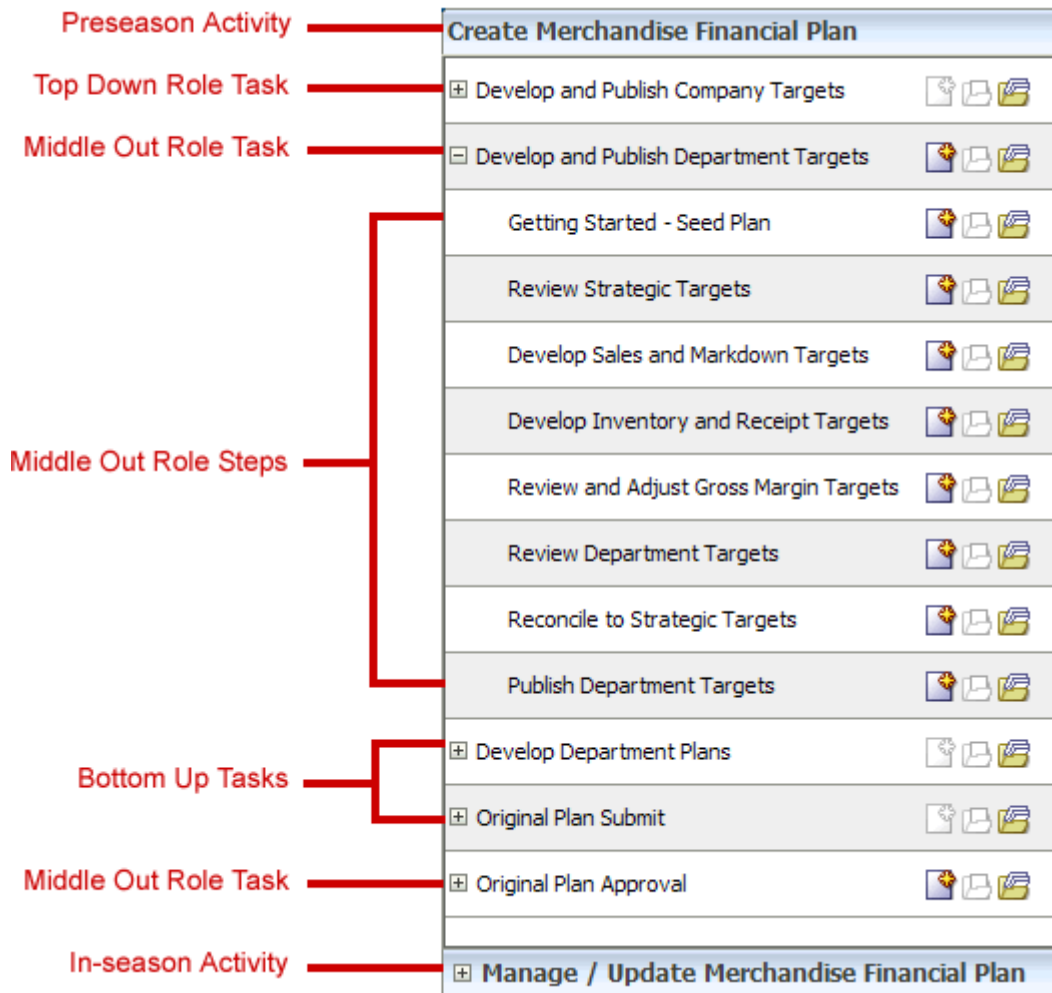 Preseason Activity
Create Merchandise Financial Plan
Top Down Role Task
Develop and Publish Company Targets
Middle Out Role Task
Develop and Publish Department Targets
Getting Started - Seed Plan
Review Strategic Targets
Develop Sales and Markdown Targets
Develop Inventory and Receipt Targets
Middle Out Role Steps
Review and Adjust Gross Margin Targets
Review Department Targets
Reconcile to Strategic Targets
Publish Department Targets
Bottom Up Tasks
Develop Department Plans
Original Plan Submit
Middle Out Role Task
Original Plan Approval
In-season Activity
Manage / Update Merchandise Financial Plan